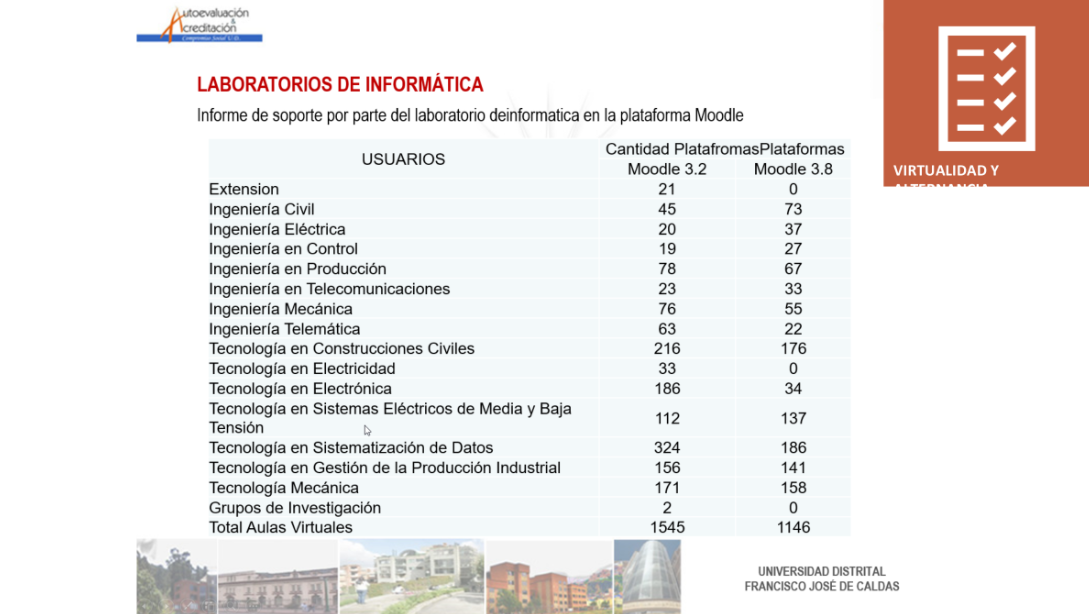 Autoevaluación
&
Acreditación
Compromiso Social U.D.
VIRTUALIDAD Y
ALTERNANCIA
LABORATORIOS DE INFORMÁTICA
Informe de soporte por parte del laboratorio deinformatica en la plataforma Moodle
USUARIOS Cantidad PlatafromasPlataformas
Moodle 3.2 Moodle 3.8
Extension 21 0
Ingeniería Civil 45 73
Ingeniería Eléctrica 20 37
Ingeniería en Control 19 27
Ingeniería en Producción 78 67
Ingeniería en Telecomunicaciones 23 33
Ingeniería Mecánica 76 55
Ingeniería Telemática 63 22
Tecnología en Construcciones Civiles 216 176
Tecnología en Electricidad 33 0
Tecnología en Electrónica 186 34
Tecnología en Sistemas Eléctricos de Media y Baja
Tensión 112 137
Tecnología en Sistematización de Datos 324 186
Tecnología en Gestión de la Producción Industrial 156 141
Tecnología Mecánica 171 158
Grupos de Investigación 2 0
Total Aulas Virtuales 1545 1146
UNIVERSIDAD DISTRITAL
FRANCISCO JOSÉ DE CALDAS